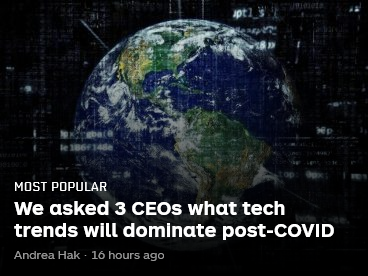 MOST POPULAR
We asked 3 CEOs what tech
trends will dominate post-COVID
Andrea Hak · 16 hours ago